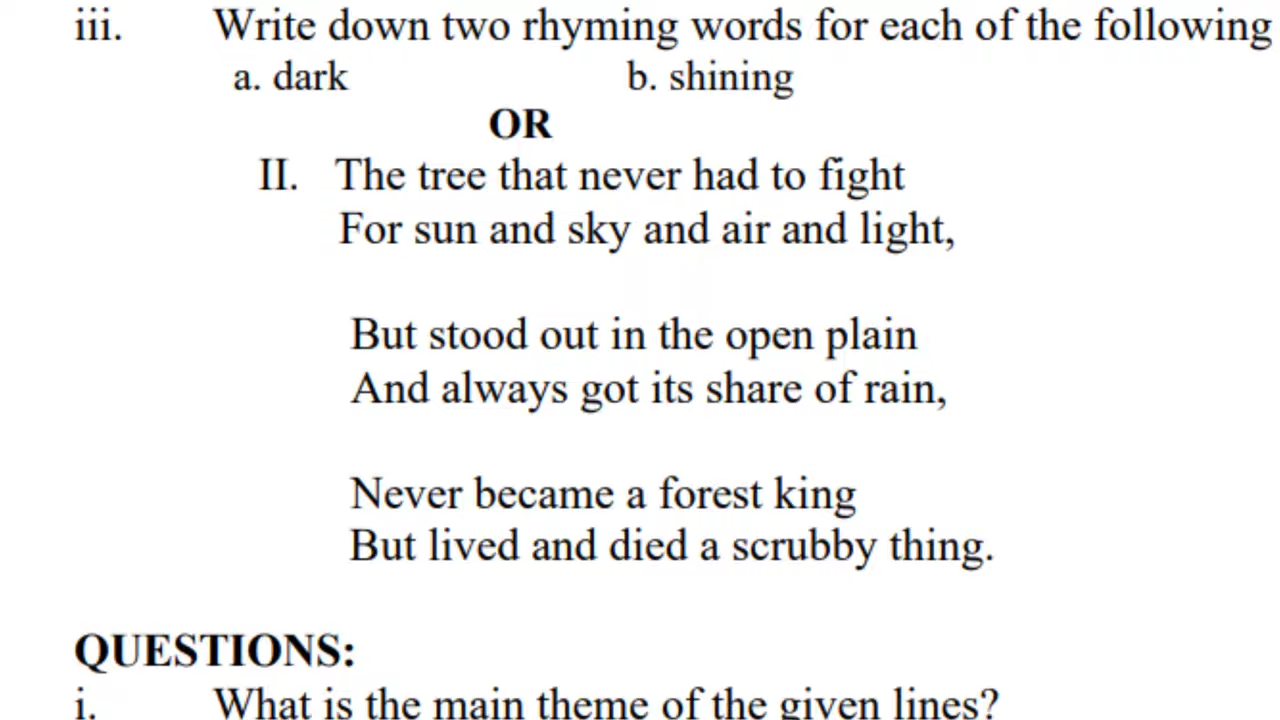 iii. Write down two rhyming words for each of the following
a. dark b. shining
OR
II. The tree that never had to fight
For sun and sky and air and light,
But stood out in the open plain
And always got its share of rain,
Never became a forest king
But lived and died a scrubby thing.
QUESTIONS:
i. What is the main theme of the given lines?